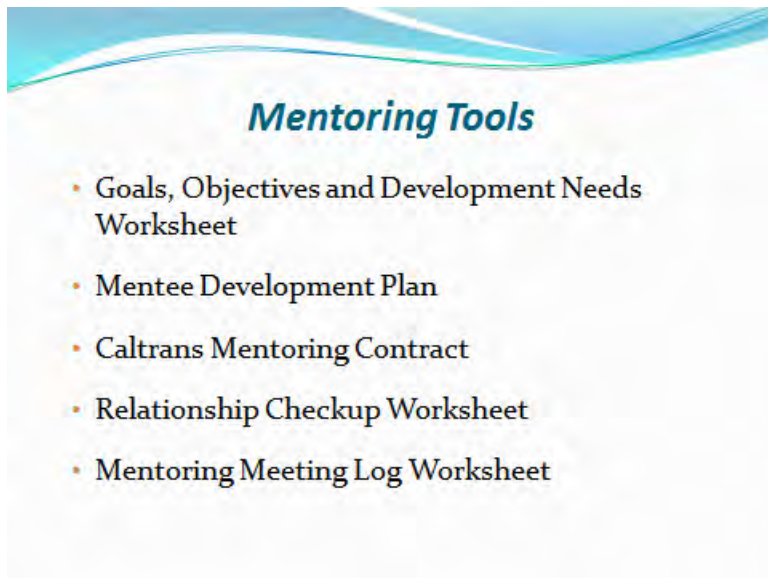 Mentoring Tools
• Goals, Objectives and Development Needs
Worksheet
• Mentee Development Plan
• Caltrans Mentoring Contract
• Relationship Checkup Worksheet
• Mentoring Meeting Log Worksheet